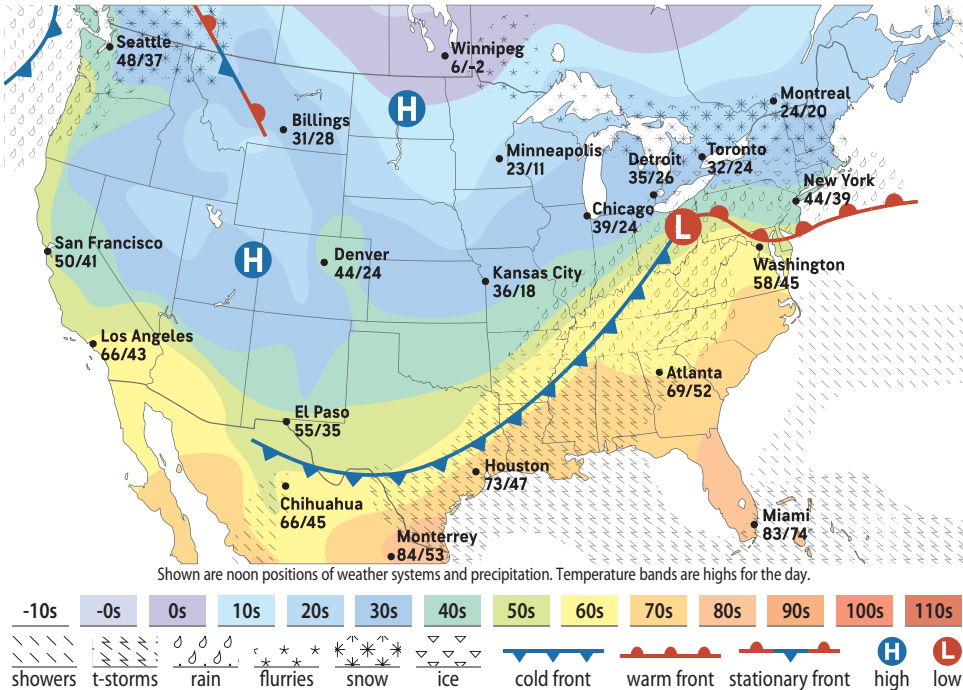 Seattle
48/37
Winnipeg
6/-2
H
Billings
31/28
Montreal
24/20
Minneapolis
23/11
Detroit
35/26
Toronto
32/24
New York
44/39
Chicago
39/24
L
San Francisco
50/41
H
Denver
44/24
Kansas City
36/18
Washington
58/45
Los Angeles
66/43
Atlanta
69/52
El Paso
55/35
Houston
73/47
Chihuahua
66/45
Miami
83/74
Monterrey
84/53
Shown are noon positions of weather systems and precipitation. Temperature bands are highs for the day.
-10s -0s 0s 10s 20s 30s 40s 50s 60s 70s 80s 90s 100s 110s
H L
showers t-storms rain flurries snow ice cold front warm front stationary front high low